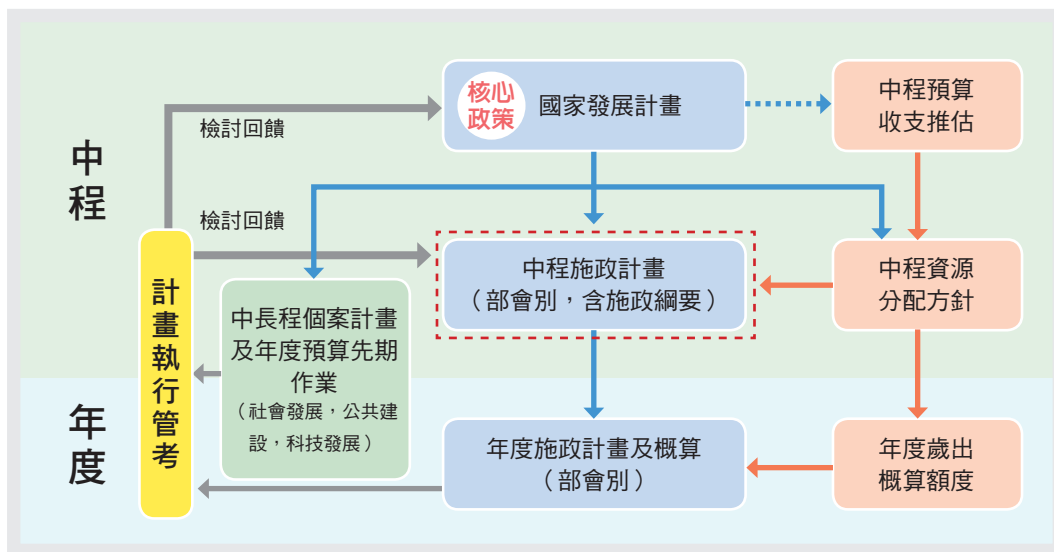 中程
年度
計畫執行管考
檢討回饋
檢討回饋
核心
政策
國家發展計畫
中程預算
收支推估
中程施政計畫
（部會別，含施政綱要）
中程資源
分配方針
中長程個案計畫
及年度預算先期
作業
（社會發展，公共建
設，科技發展）
年度施政計畫及概算
（部會別）
年度歲出
概算額度